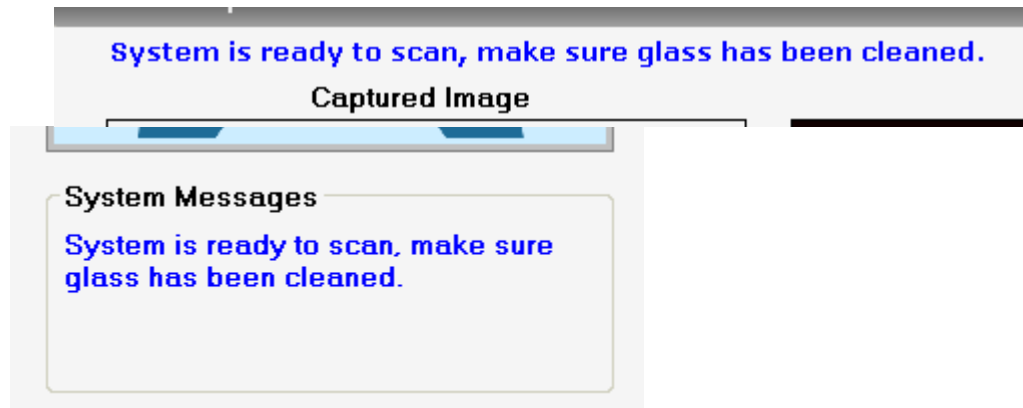 System is ready to scan, make sure glass has been cleaned.
Captured Image
System Messages
System is ready to scan, make sure
glass has been cleaned.